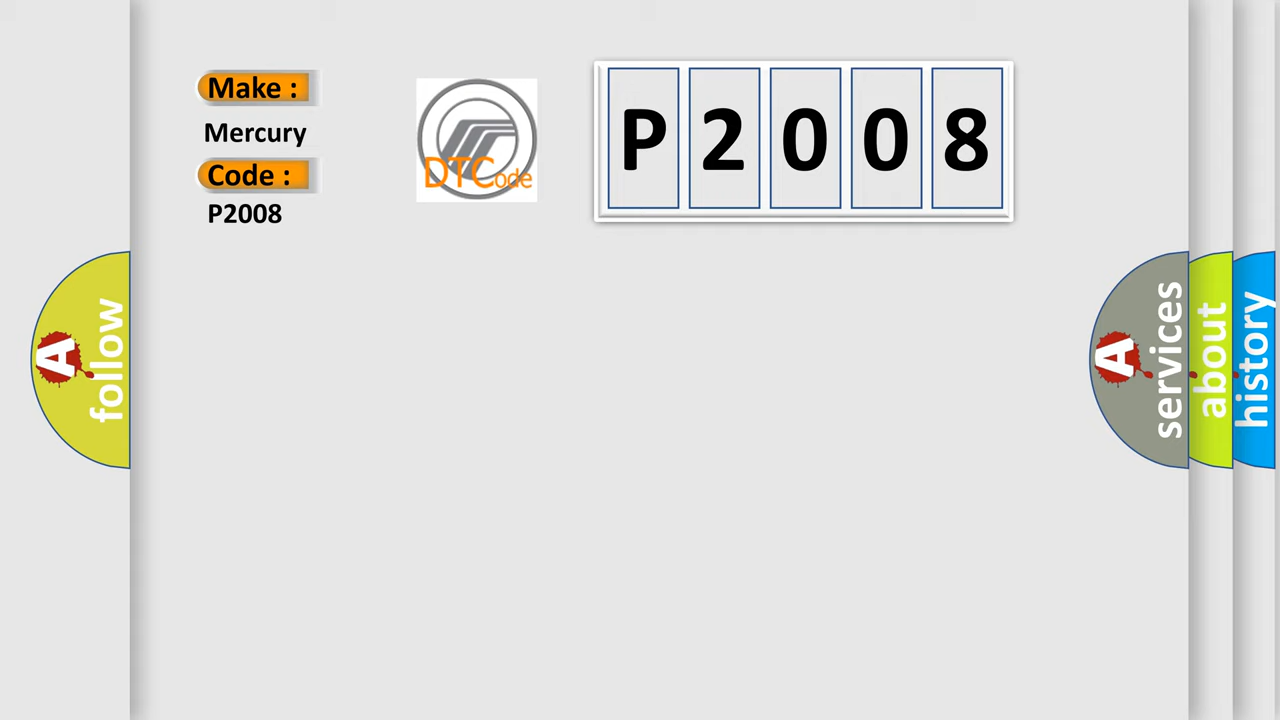 Make :
Mercury
Code :
P2008
DTCode
P 2 0 0 8
A follow
A services
about
history